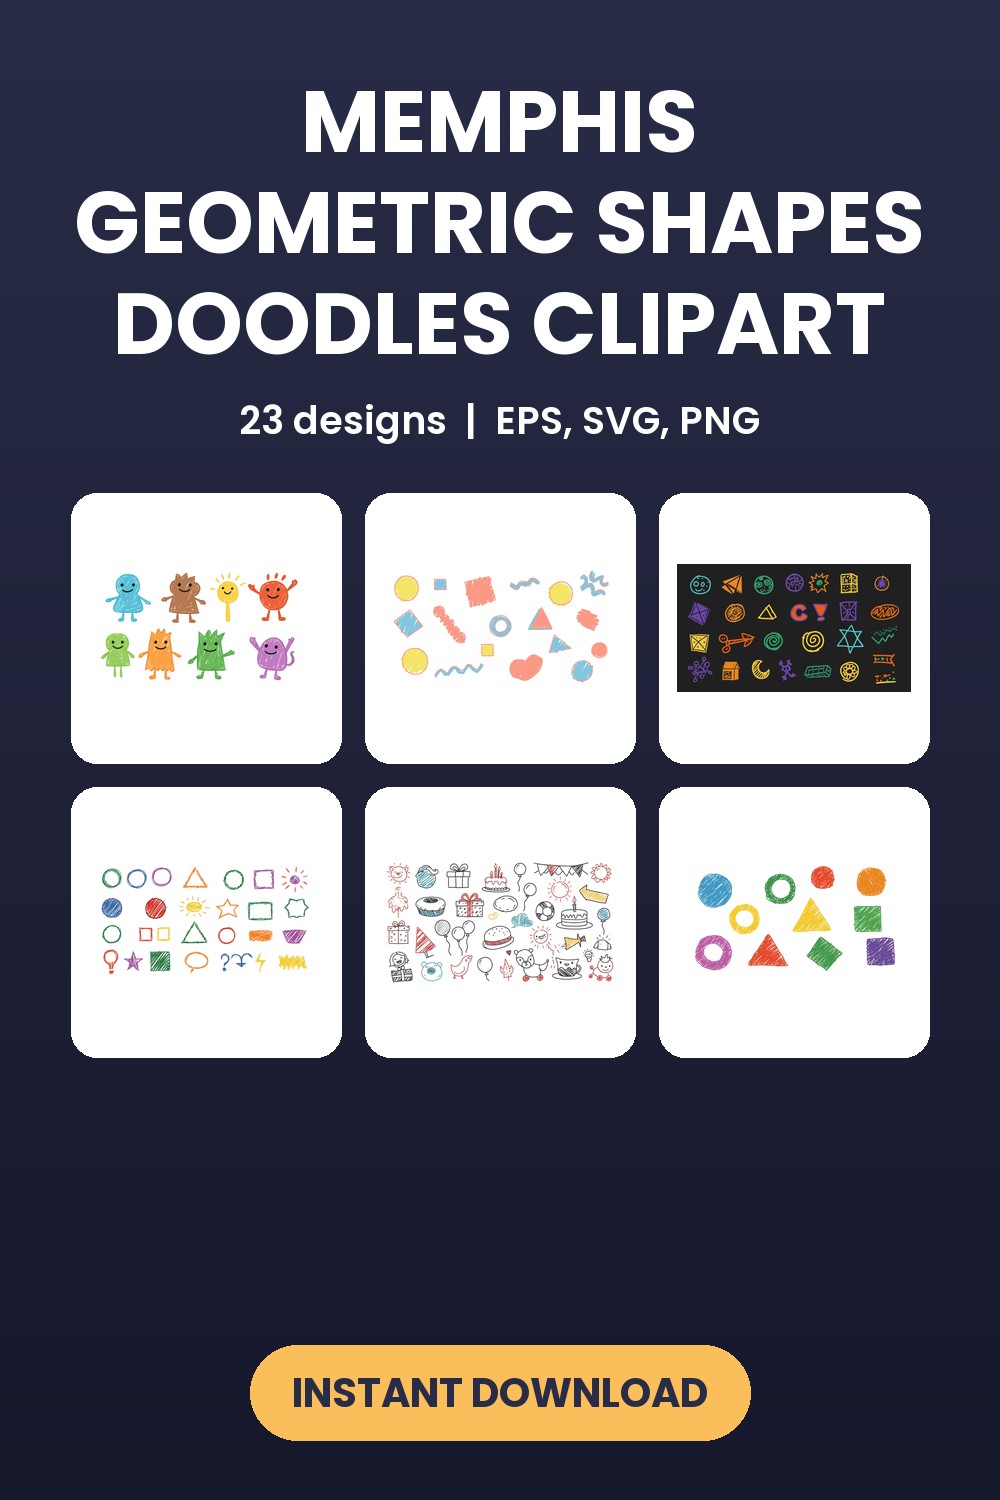 MEMPHIS
GEOMETRIC SHAPES
DOODLES CLIPART
23 designs | EPS, SVG, PNG
INSTANT DOWNLOAD